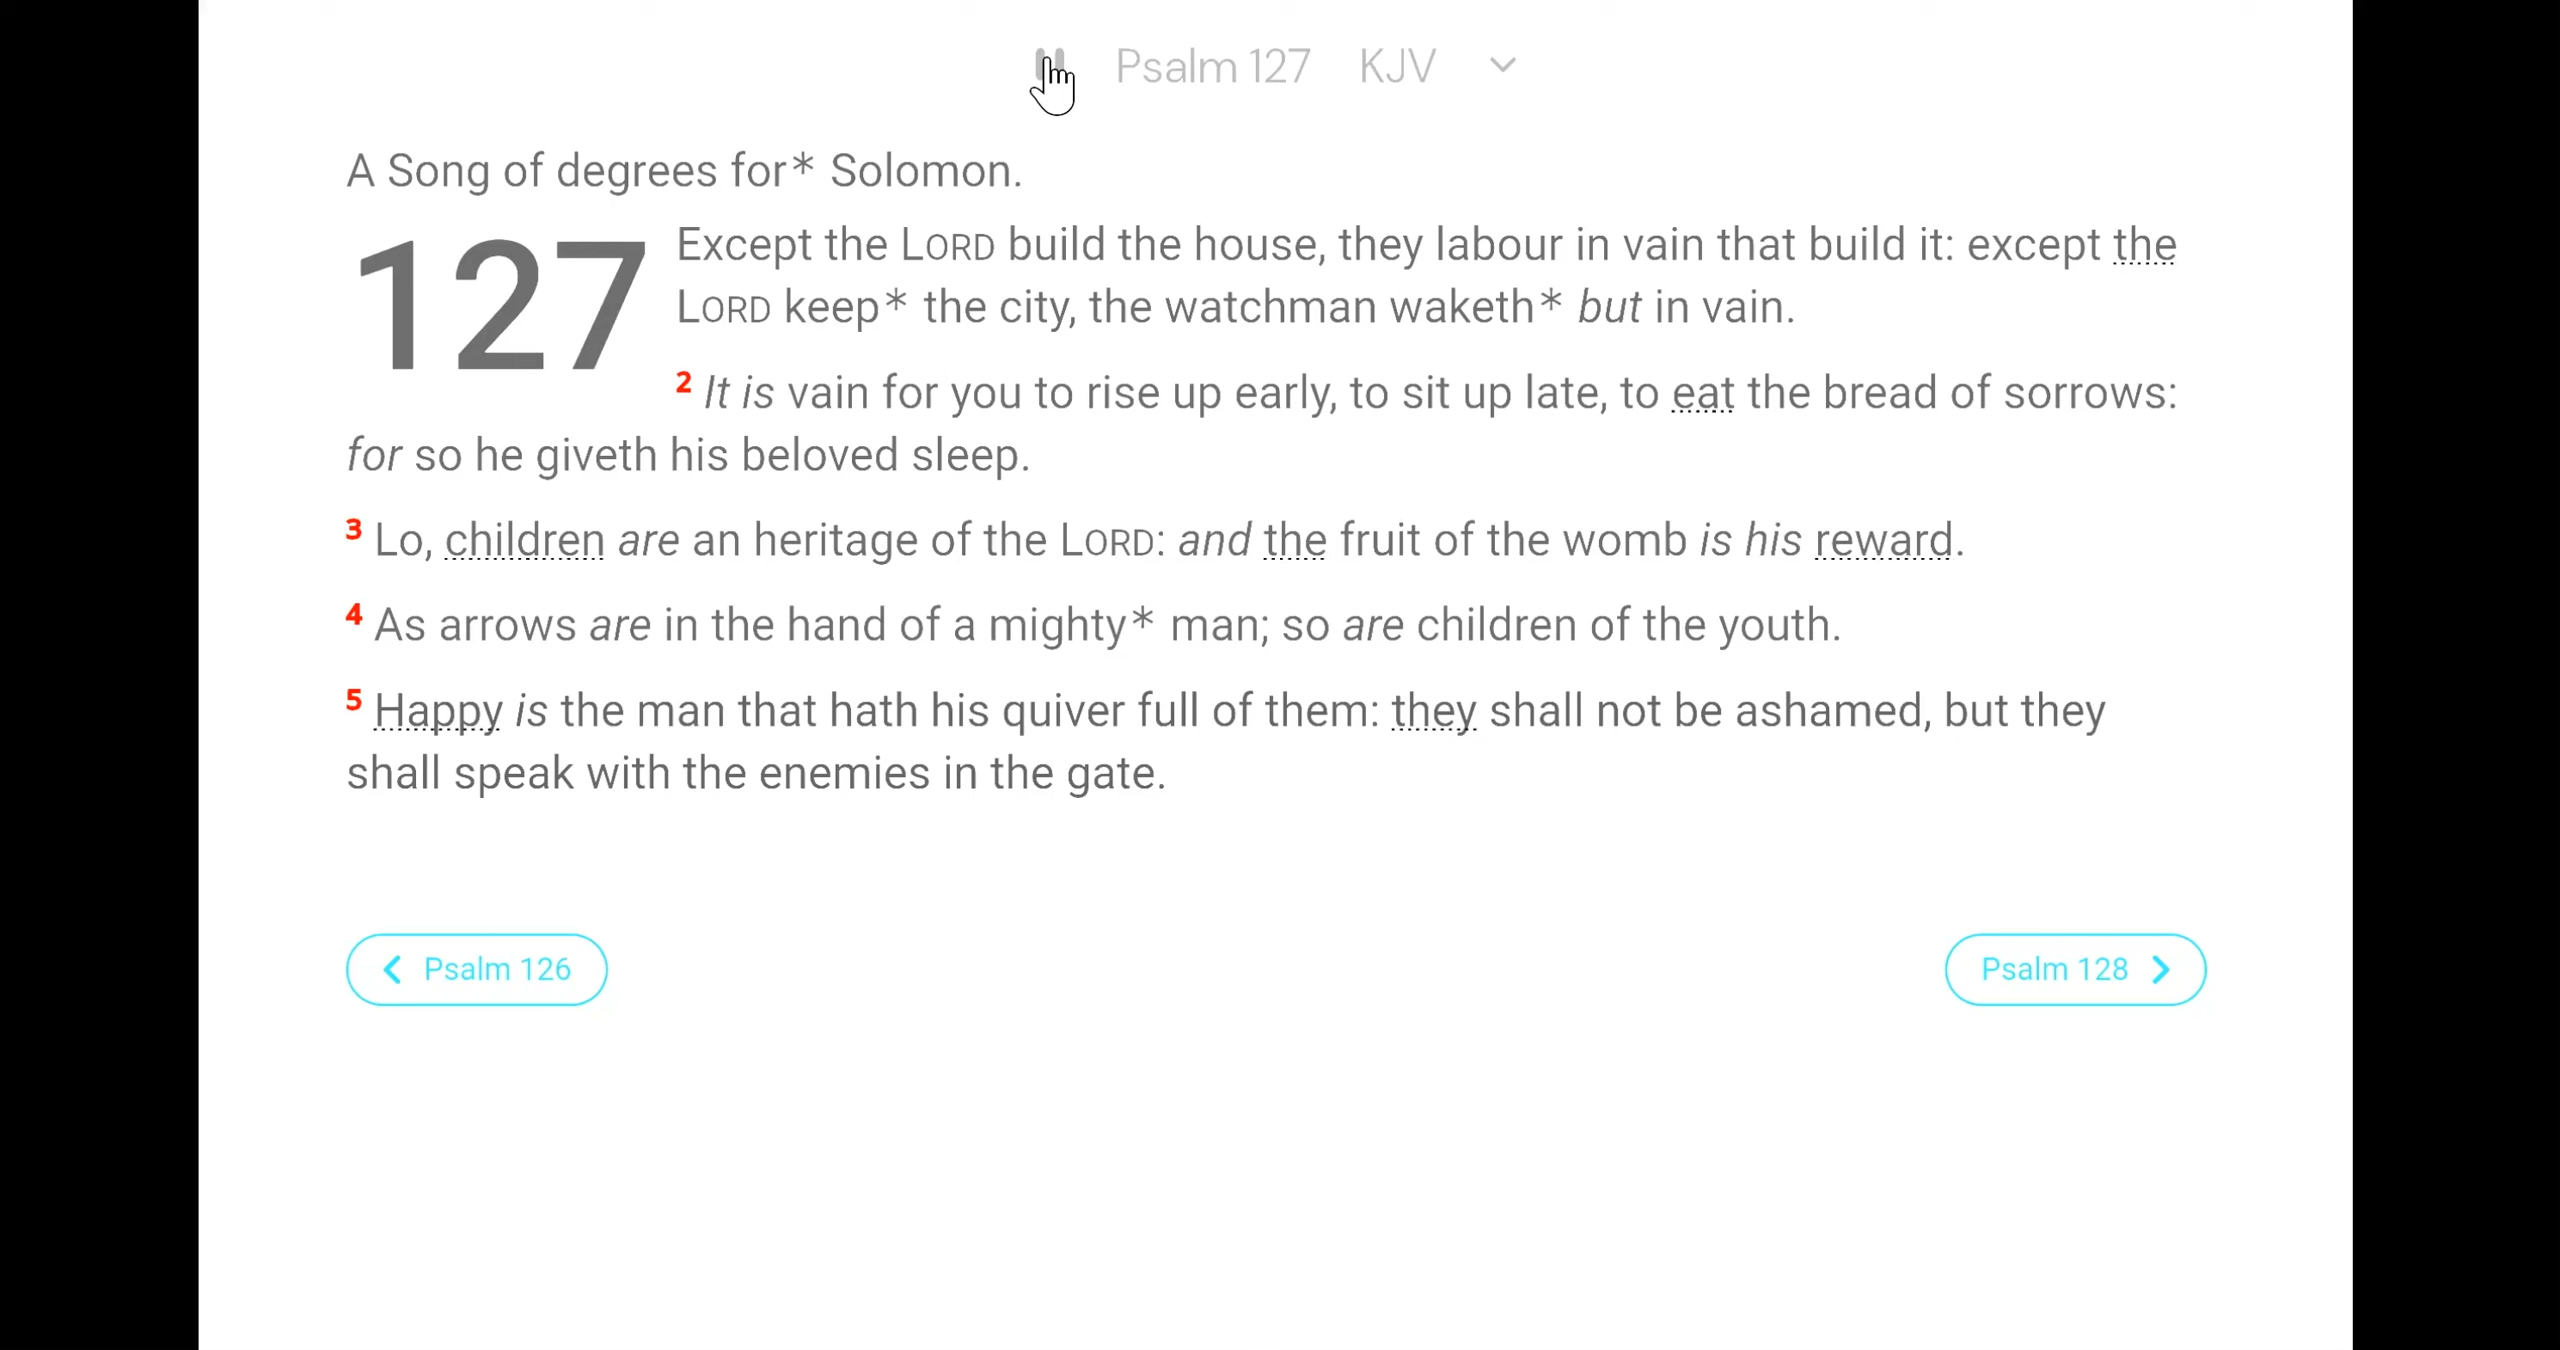 Psalm 127 KJV
A Song of degrees for* Solomon.
127 Except the LORD build the house, they labour in vain that build it: except the
LORD keep* the city, the watchman waketh* but in vain.
2 It is vain for you to rise up early, to sit up late, to eat the bread of sorrows:
for so he giveth his beloved sleep.
3 Lo, children are an heritage of the LORD: and the fruit of the womb is his reward.
4 As arrows are in the hand of a mighty* man; so are children of the youth.
5 Happy is the man that hath his quiver full of them: they shall not be ashamed, but they
shall speak with the enemies in the gate.
Psalm 126
Psalm 128